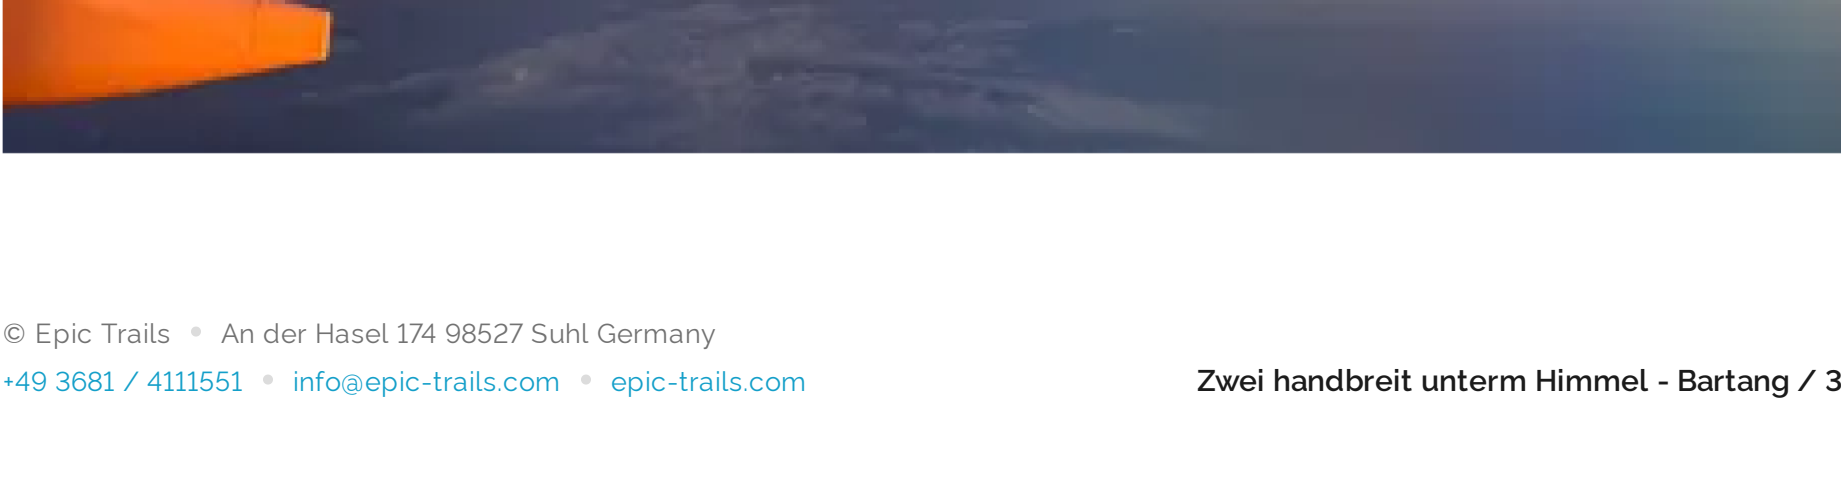 © Epic Trails • An der Hasel 174 98527 Suhl Germany
+49 3681 / 4111551 • info@epic-trails.com • epic-trails.com
Zwei handbreit unterm Himmel - Bartang / 3